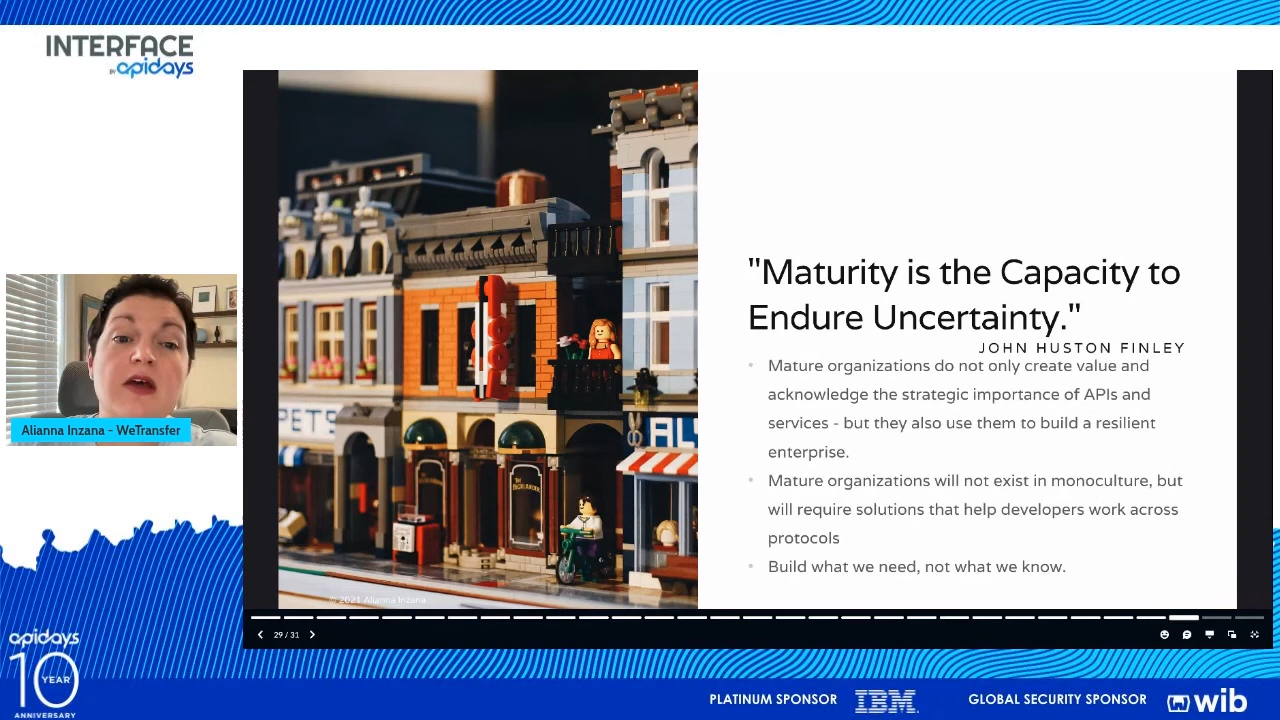 INTERFACE
BY apidays
"Maturity is the Capacity to
Endure Uncertainty."
JOHN HUSTON FINLEY
• Mature organizations do not only create value and
acknowledge the strategic importance of APIs and
services - but they also use them to build a resilient
enterprise.
• Mature organizations will not exist in monoculture, but
will require solutions that help developers work across
protocols
• Build what we need, not what we know.
POOL
PETS
AL
The
HIGHLANDER
© 2021 Alianna Inzana
Alianna Inzana - WeTransfer
29 / 31
apidays
10
YEAR
ANNIVERSARY
PLATINUM SPONSOR
IBM
GLOBAL SECURITY SPONSOR
wib